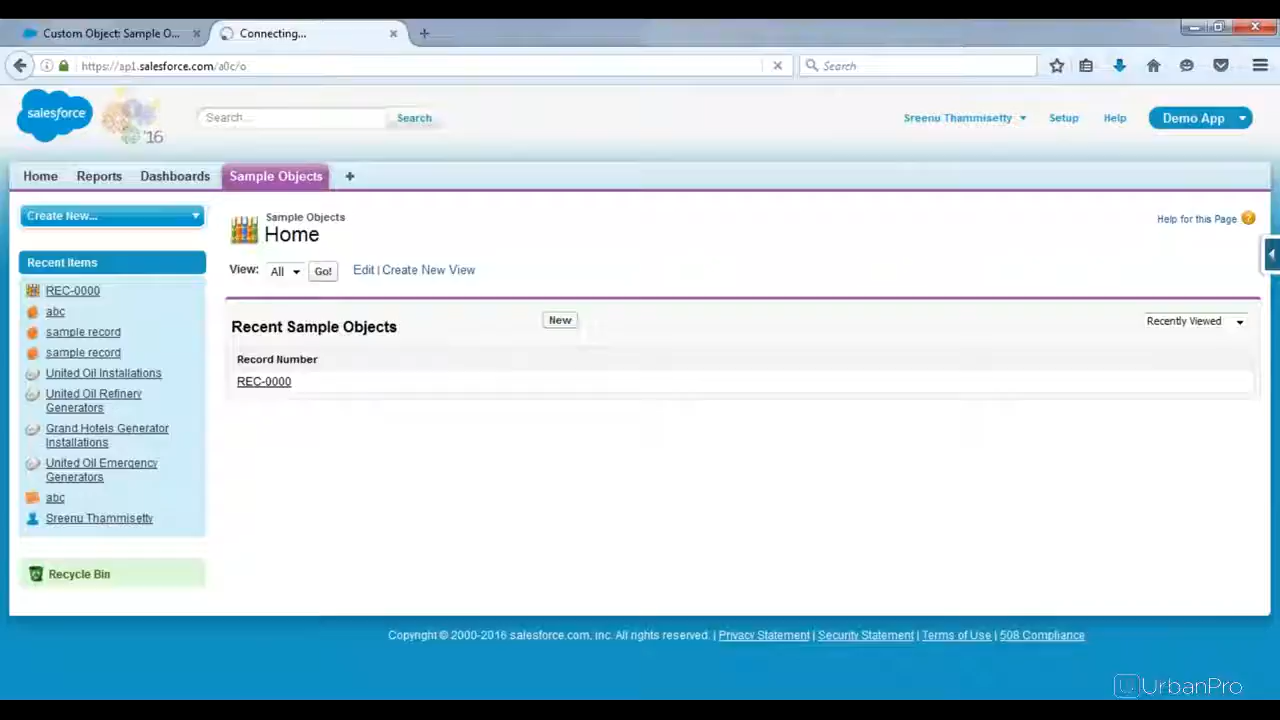 Custom Object: Sample O...
Connecting...
https://ap1.salesforce.com/a0c/o
Search
salesforce
'16
Search...
Search
Sreenu Thammisetty
Setup
Help
Demo App
Home
Reports
Dashboards
Sample Objects
+
Create New...
Sample Objects
Home
Help for this Page
View:
All
Go!
Edit | Create New View
Recent Items
REC-0000
abc
sample record
sample record
United Oil Installations
United Oil Refinery
Generators
Grand Hotels Generator
Installations
United Oil Emergency
Generators
abc
Sreenu Thammisetty
Recycle Bin
Recent Sample Objects
New
Recently Viewed
Record Number
REC-0000
Copyright © 2000-2016 salesforce.com, inc. All rights reserved. | Privacy Statement | Security Statement | Terms of Use | 508 Compliance
UrbanPro